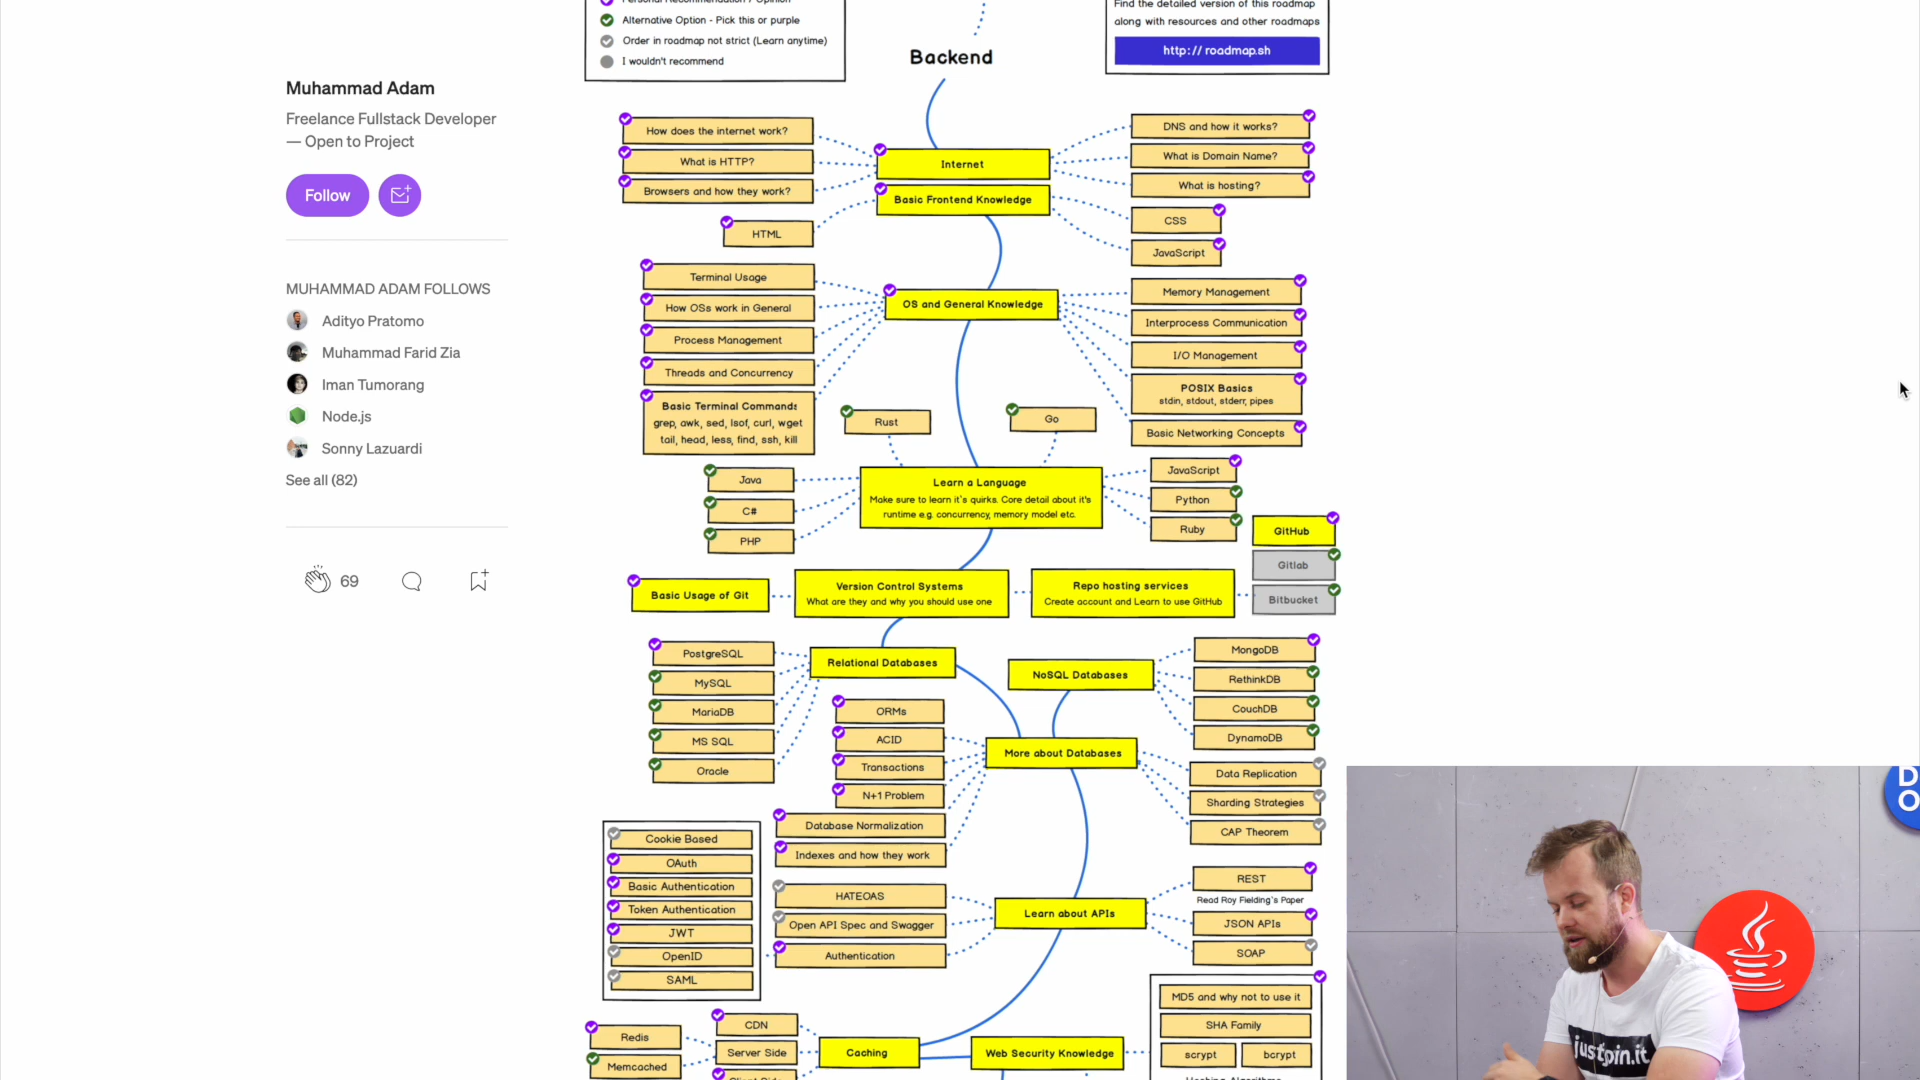 Personal Recommendation / Opinion
Alternative Option - Pick this or purple
Order in roadmap not strict (Learn anytime)
I wouldn't recommend
Find the detailed version of this roadmap
along with resources and other roadmaps
http://roadmap.sh
Backend
Muhammad Adam
Freelance Fullstack Developer
— Open to Project
Follow
MUHAMMAD ADAM FOLLOWS
Adityo Pratomo
Muhammad Farid Zia
Iman Tumorang
Node.js
Sonny Lazuardi
See all (82)
69
How does the internet work?
What is HTTP?
Browsers and how they work?
Internet
DNS and how it works?
What is Domain Name?
What is hosting?
Basic Frontend Knowledge
HTML
CSS
JavaScript
Terminal Usage
How OSs work in General
Process Management
Threads and Concurrency
Basic Terminal Commands
grep, awk, sed, lsof, curl, wget
tail, head, less, find, ssh, kill
OS and General Knowledge
Memory Management
Interprocess Communication
I/O Management
POSIX Basics
stdin, stdout, stderr, pipes
Basic Networking Concepts
Rust
Go
Java
C#
PHP
Learn a Language
Make sure to learn it`s quirks. Core detail about it's
runtime e.g. concurrency, memory model etc.
JavaScript
Python
Ruby
GitHub
Gitlab
Bitbucket
Basic Usage of Git
Version Control Systems
What are they and why you should use one
Repo hosting services
Create account and Learn to use GitHub
PostgreSQL
MySQL
MariaDB
MS SQL
Oracle
Relational Databases
NoSQL Databases
MongoDB
RethinkDB
CouchDB
DynamoDB
ORMs
ACID
Transactions
N+1 Problem
Database Normalization
Indexes and how they work
More about Databases
Data Replication
Sharding Strategies
CAP Theorem
Cookie Based
OAuth
Basic Authentication
Token Authentication
JWT
OpenID
SAML
HATEOAS
Open API Spec and Swagger
Authentication
Learn about APIs
REST
Read Roy Fielding's Paper
JSON APIs
SOAP
Redis
Memcached
CDN
Server Side
Client Side
Caching
Web Security Knowledge
MD5 and why not to use it
SHA Family
scrypt
bcrypt
Hashing Algorithms
D
O
just
pin.it